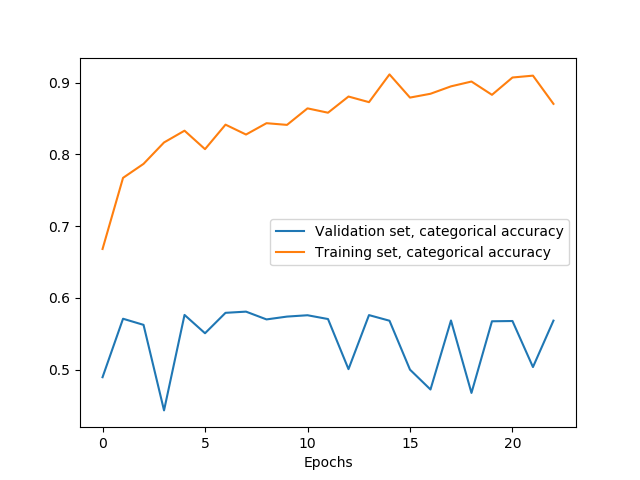 0.9
0.8
0.7
0.6
0.5
Validation set, categorical accuracy
Training set, categorical accuracy
0 5 10 15 20
Epochs